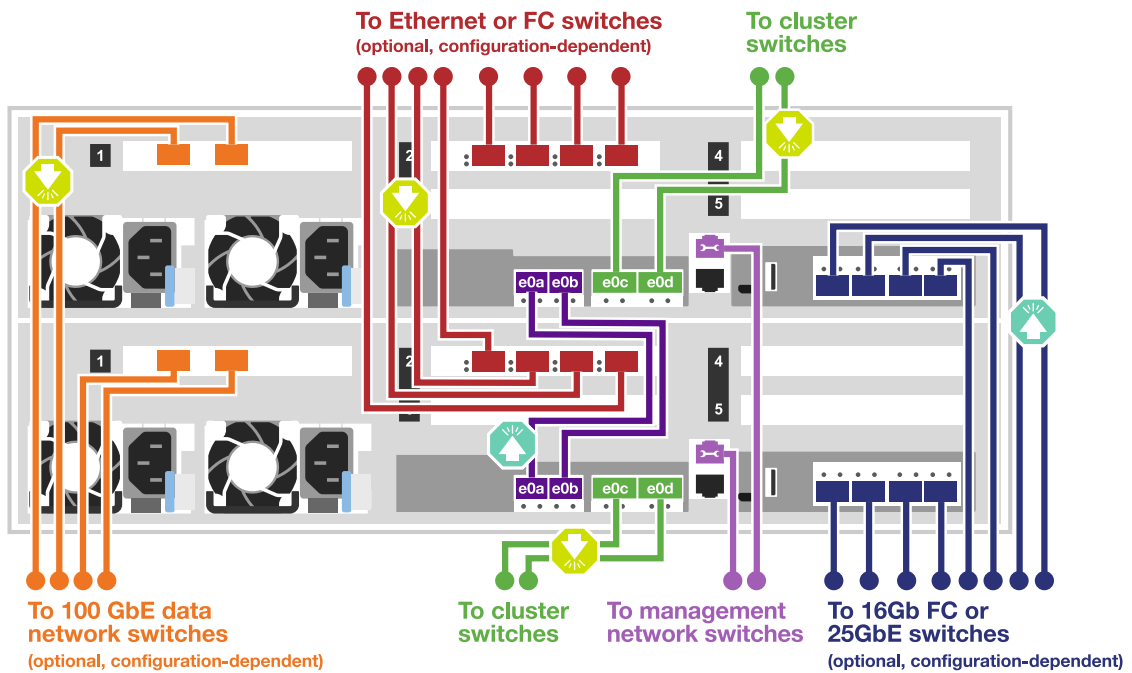 To Ethernet or FC switches
(optional, configuration-dependent)
To cluster
switches
1
2
4
5
e0a e0b e0c e0d
1
2
4
5
e0a e0b e0c e0d
To 100 GbE data
network switches
(optional, configuration-dependent)
To cluster
switches
To management
network switches
To 16Gb FC or
25GbE switches
(optional, configuration-dependent)